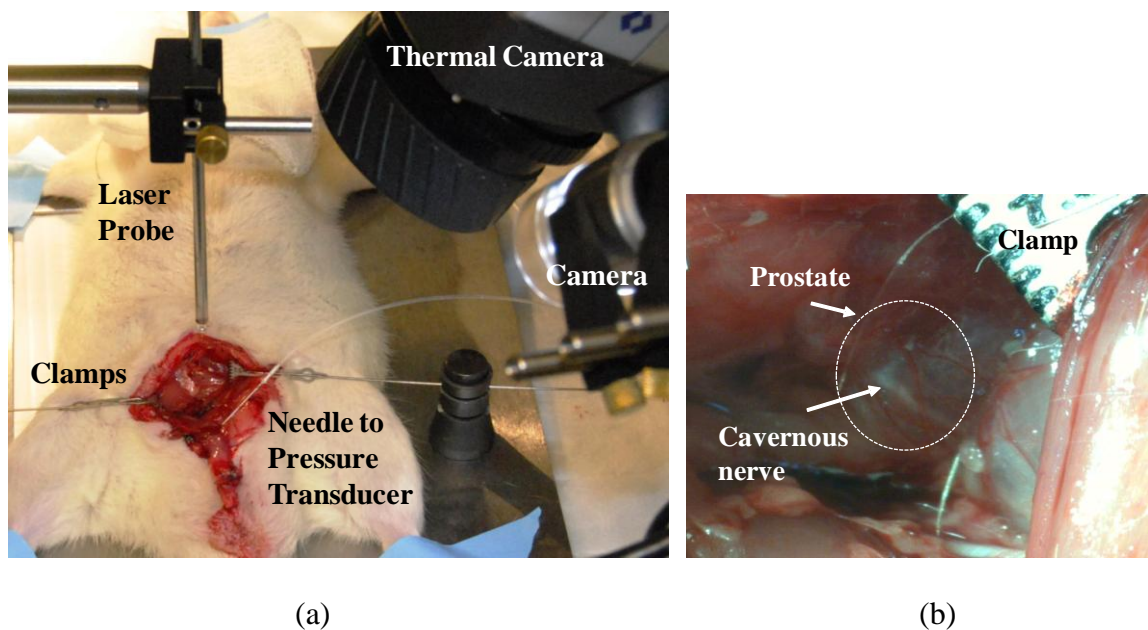 Thermal Camera
Laser
Probe
Camera
Clamps
Needle to
Pressure
Transducer
Clamp
Prostate
Cavernous
nerve
(a)
(b)